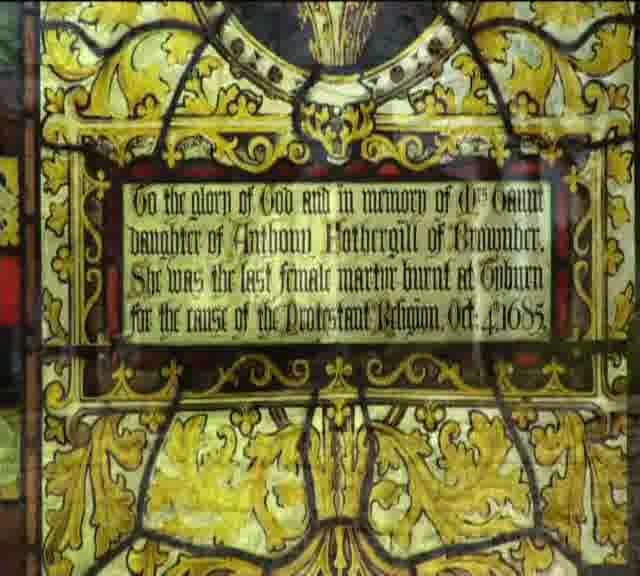 To the glory of God and in memory of Mrs Gaunt
daughter of Anthony Fothergill of Brownber.
She was the last female martyr burnt at Tyburn
for the cause of the Protestant Religion. Oct. 4th 1685.